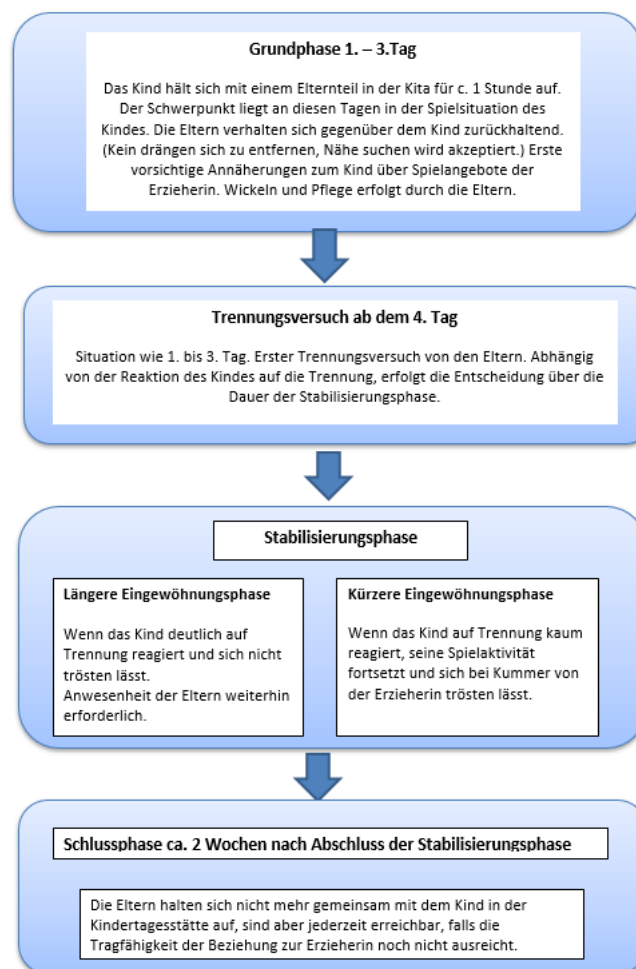 Grundphase 1. – 3.Tag
Das Kind hält sich mit einem Elternteil in der Kita für c. 1 Stunde auf.
Der Schwerpunkt liegt an diesen Tagen in der Spielsituation des
Kindes. Die Eltern verhalten sich gegenüber dem Kind zurückhaltend.
(Kein drängen sich zu entfernen, Nähe suchen wird akzeptiert.) Erste
vorsichtige Annäherungen zum Kind über Spielangebote der
Erzieherin. Wickeln und Pflege erfolgt durch die Eltern.
Trennungsversuch ab dem 4. Tag
Situation wie 1. bis 3. Tag. Erster Trennungsversuch von den Eltern. Abhängig
von der Reaktion des Kindes auf die Trennung, erfolgt die Entscheidung über die
Dauer der Stabilisierungsphase.
Stabilisierungsphase
Längere Eingewöhnungsphase
Wenn das Kind deutlich auf
Trennung reagiert und sich nicht
trösten lässt.
Anwesenheit der Eltern weiterhin
erforderlich.
Kürzere Eingewöhnungsphase
Wenn das Kind auf Trennung kaum
reagiert, seine Spielaktivität
fortsetzt und sich bei Kummer von
der Erzieherin trösten lässt.
Schlussphase ca. 2 Wochen nach Abschluss der Stabilisierungsphase
Die Eltern halten sich nicht mehr gemeinsam mit dem Kind in der
Kindertagesstätte auf, sind aber jederzeit erreichbar, falls die
Tragfähigkeit der Beziehung zur Erzieherin noch nicht ausreicht.